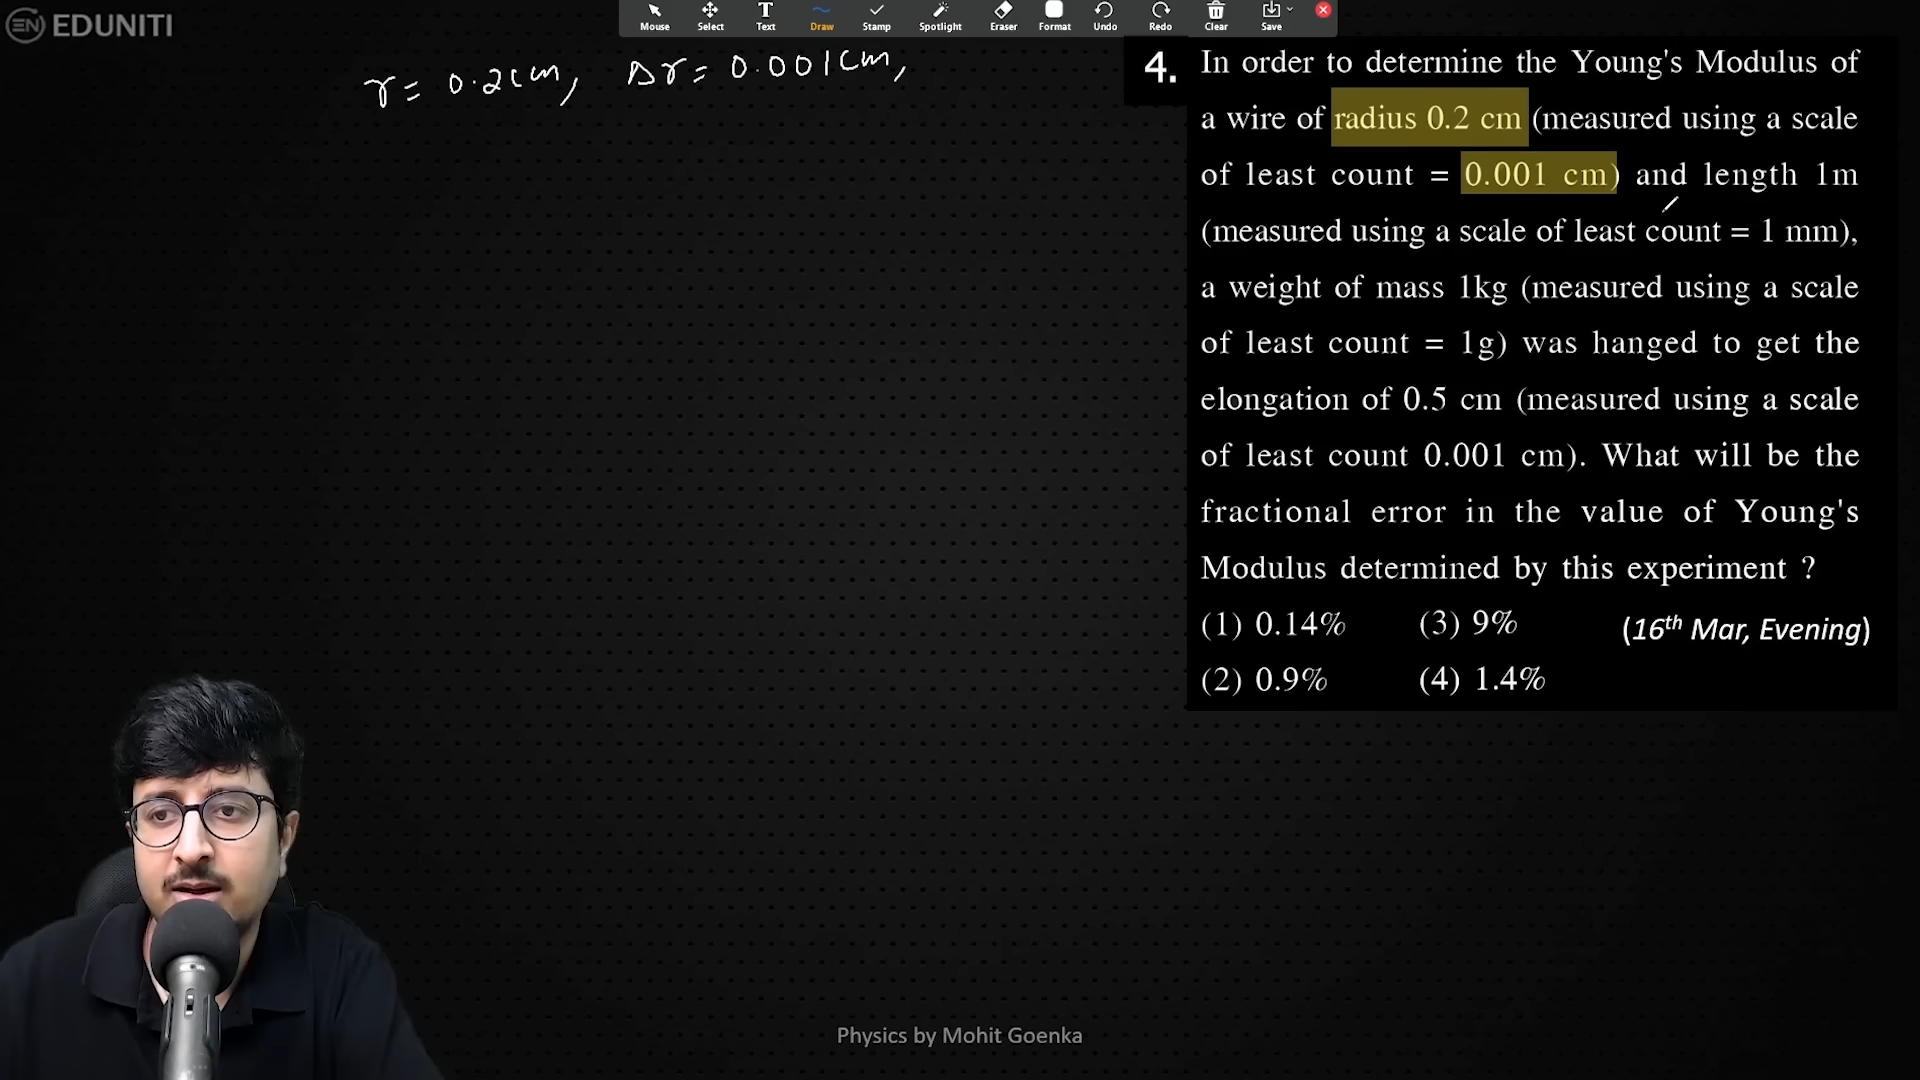 EN EDUNITI
Mouse Select Text Draw Stamp Spotlight Eraser Format Undo Redo Clear Save
r = 0.2 cm, Δr = 0.001 cm,
4. In order to determine the Young's Modulus of
a wire of radius 0.2 cm (measured using a scale
of least count = 0.001 cm) and length 1m
(measured using a scale of least count = 1 mm),
a weight of mass 1kg (measured using a scale
of least count = 1g) was hanged to get the
elongation of 0.5 cm (measured using a scale
of least count 0.001 cm). What will be the
fractional error in the value of Young's
Modulus determined by this experiment ?
(1) 0.14% (3) 9% (16th Mar, Evening)
(2) 0.9% (4) 1.4%
Physics by Mohit Goenka